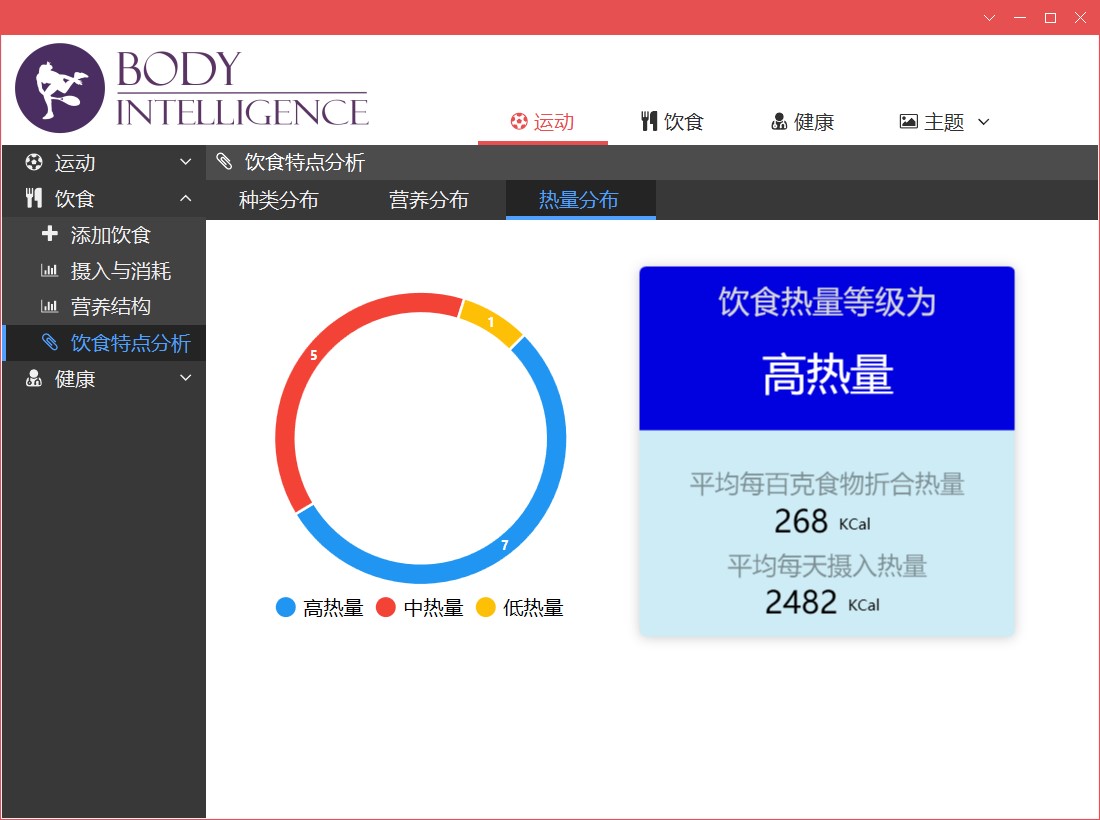 BODY
INTELLIGENCE
运动 饮食 健康 主题
运动
饮食
添加饮食
摄入与消耗
营养结构
饮食特点分析
健康
饮食特点分析
种类分布 营养分布 热量分布
1
5
7
高热量 中热量 低热量
饮食热量等级为
高热量
平均每百克食物折合热量
268 KCal
平均每天摄入热量
2482 KCal